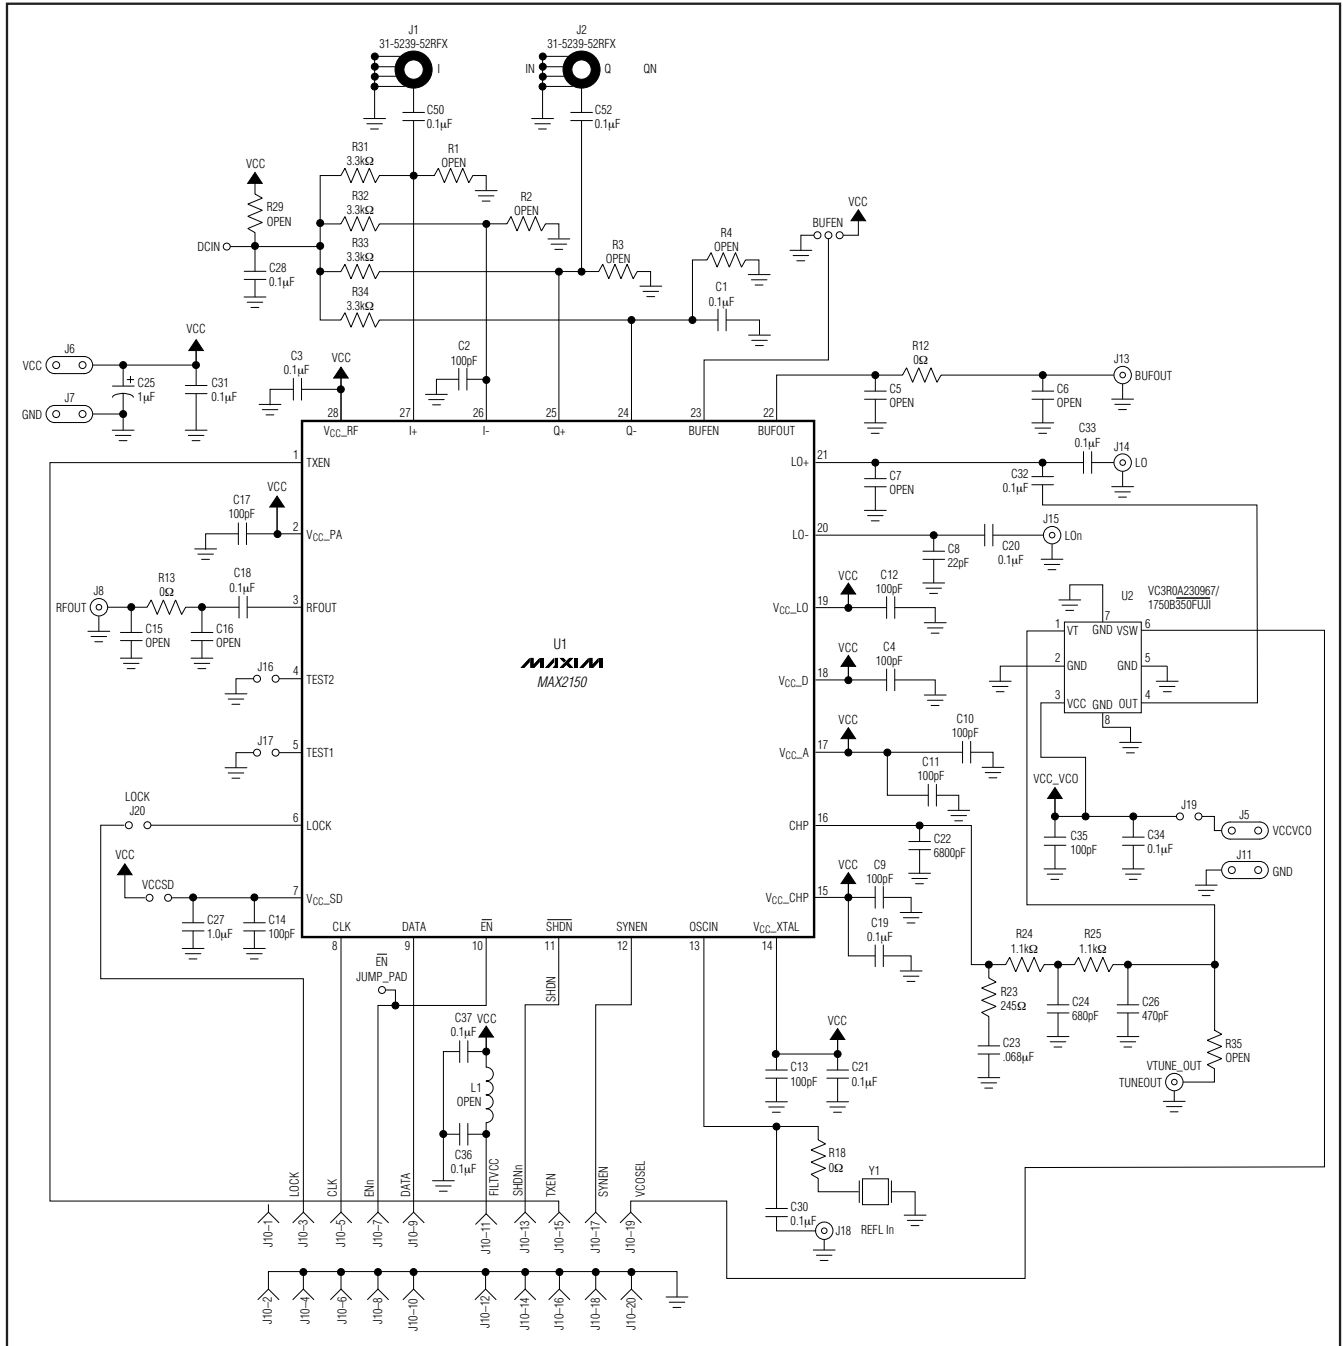 J1
31-5239-52RFX
I
J2
31-5239-52RFX
IN
Q
QN
C50
0.1µF
C52
0.1µF
R31
3.3kΩ
R1
OPEN
VCC
R29
OPEN
R32
3.3kΩ
R2
OPEN
DCIN
R33
3.3kΩ
R3
OPEN
R4
OPEN
BUFEN
VCC
C28
0.1µF
R34
3.3kΩ
C1
0.1µF
J6
VCC
VCC
C25
1µF
+
C31
0.1µF
J7
GND
C3
0.1µF
VCC
C2
100pF
R12
0Ω
J13
BUFOUT
C5
OPEN
C6
OPEN
28
27
26
25
24
23
22
VCC_RF
I+
I-
Q+
Q-
BUFEN
BUFOUT
1
TXEN
LO+
21
C7
OPEN
C33
0.1µF
J14
LO
C32
0.1µF
C17
100pF
VCC
2
VCC_PA
LO-
20
C8
22pF
C20
0.1µF
J15
LOn
J8
RFOUT
R13
0Ω
C18
0.1µF
3
RFOUT
C15
OPEN
C16
OPEN
VCC
C12
100pF
VCC_LO
19
U2
VC3R0A230967/
1750B350FUJI
7
1
VT
GND
VSW
6
2
GND
GND
5
3
VCC
GND
OUT
4
8
U1
MAXIM
MAX2150
J16
4
TEST2
VCC
C4
100pF
VCC_D
18
J17
5
TEST1
VCC
C10
100pF
VCC_A
17
C11
100pF
VCC_VCO
J19
J5
VCCVCO
C35
100pF
C34
0.1µF
J11
GND
LOCK
J20
6
LOCK
CHP
16
C22
6800pF
VCC
VCCSD
7
VCC_SD
C27
1.0µF
C14
100pF
VCC
C9
100pF
VCC_CHP
15
C19
0.1µF
CLK
DATA
EN
SHDN
SYNEN
OSCIN
VCC_XTAL
8
9
10
11
12
13
14
R24
1.1kΩ
R25
1.1kΩ
R23
245Ω
C24
680pF
C26
470pF
C23
.068µF
R35
OPEN
VTUNE_OUT
TUNEOUT
EN
JUMP_PAD
SHDN
C37
0.1µF
VCC
L1
OPEN
C36
0.1µF
VCC
C13
100pF
C21
0.1µF
R18
0Ω
Y1
C30
0.1µF
J18
REFL In
LOCK
CLK
ENn
DATA
FILTVCC
SHDNn
TXEN
SYNEN
VCOSEL
J10-1
J10-3
J10-5
J10-7
J10-9
J10-11
J10-13
J10-15
J10-17
J10-19
J10-2
J10-4
J10-6
J10-8
J10-10
J10-12
J10-14
J10-16
J10-18
J10-20